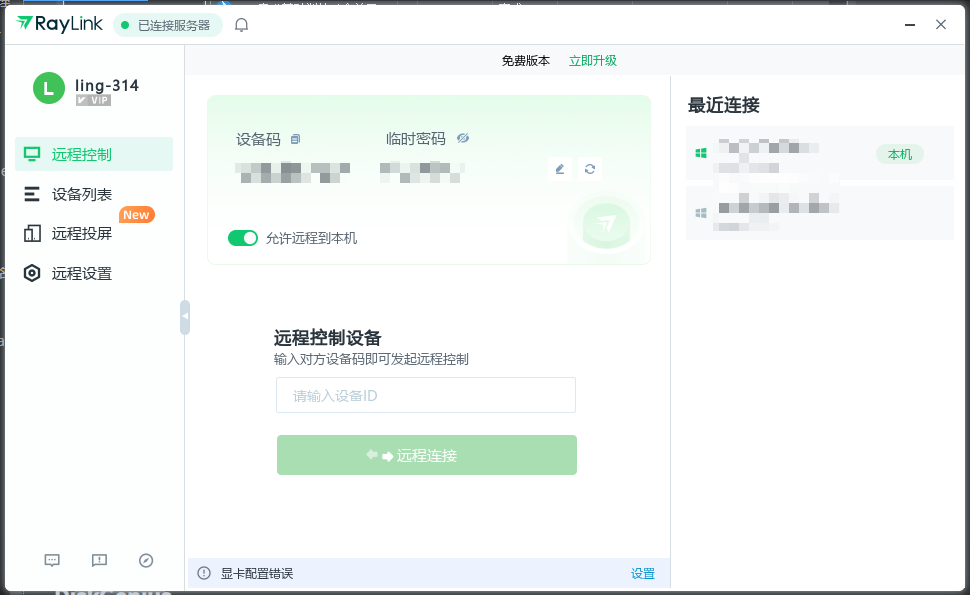 RayLink
已连接服务器
免费版本 立即升级
L
ling-314
VIP
远程控制
设备列表
New
远程投屏
远程设置
设备码
临时密码
允许远程到本机
远程控制设备
输入对方设备码即可发起远程控制
请输入设备ID
远程连接
显卡配置错误
设置
最近连接
本机